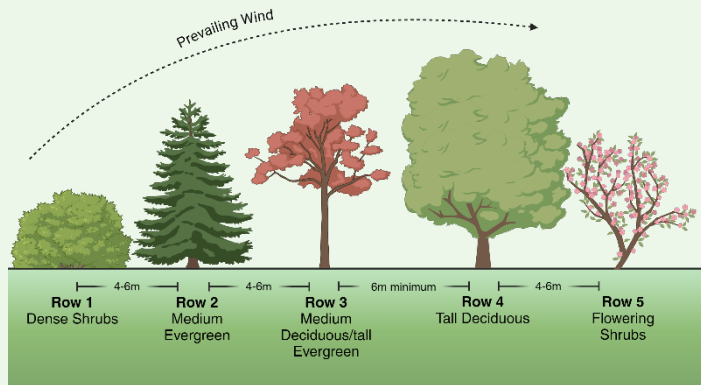 Prevailing Wind
4-6m
4-6m
6m minimum
4-6m
Row 1
Dense Shrubs
Row 2
Medium
Evergreen
Row 3
Medium
Deciduous/tall
Evergreen
Row 4
Tall Deciduous
Row 5
Flowering
Shrubs